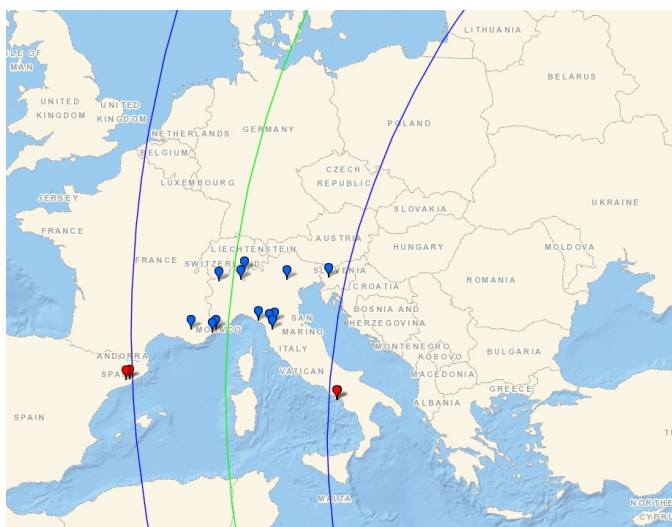 LITHUANIA
ISLE OF
MAN
BELARUS
UNITED
KINGDOM
UNITED
KINGDOM
NETHERLANDS
GERMANY
POLAND
BELGIUM
CZECH
REPUBLIC
LUXEMBOURG
JERSEY
SLOVAKIA
UKRAINE
FRANCE
LIECHTENSTEIN
AUSTRIA
HUNGARY
MOLDOVA
FRANCE
SWITZERLAND
SLOVENIA
ROMANIA
CROATIA
BOSNIA AND
HERZEGOVINA
MONACO
SAN
MARINO
MONTENEGRO
ITALY
KOSOVO
BULGARIA
ANDORRA
SPAIN
VATICAN
MACEDONIA
GREECE
ALBANIA
SPAIN
MALTA
NORTHERN
CYPR